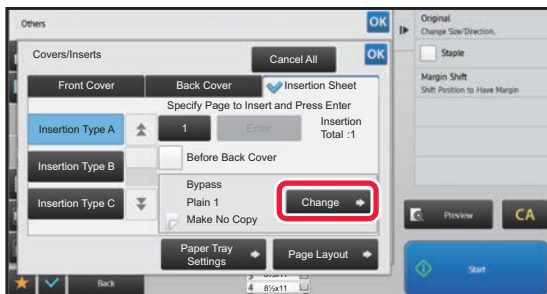 Others
OK
Original
Change Size/Direction.
Covers/Inserts
Cancel All
OK
Staple
Front Cover
Back Cover
Insertion Sheet
Margin Shift
Shift Position to Have Margin
Specify Page to Insert and Press Enter
Insertion Type A
1
Enter
Insertion
Total :1
Insertion Type B
Before Back Cover
Insertion Type C
Bypass
Plain 1
Make No Copy
Change
Preview
CA
Paper Tray
Settings
Page Layout
Start
Back
4 8½x11